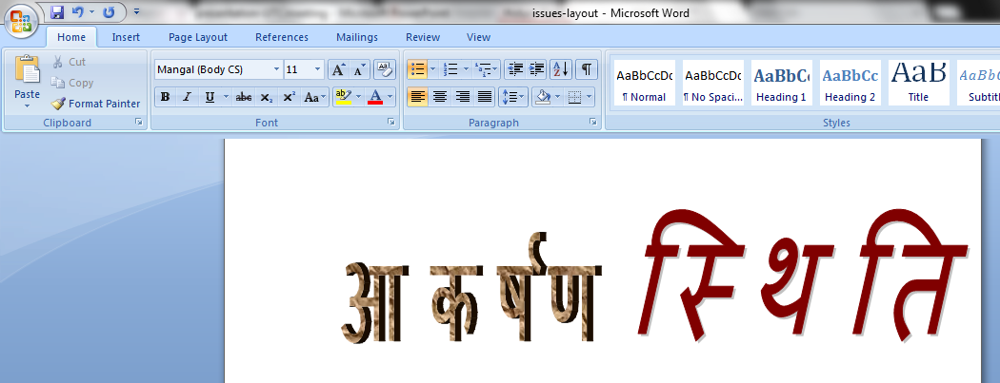 issues-layout - Microsoft Word
Home Insert Page Layout References Mailings Review View
Paste Cut Copy Format Painter Clipboard
Mangal (Body CS) 11 Font
Paragraph
AaBbCcDc AaBbCcDc AaBbC AaBbCc AaB AaBbC
¶ Normal ¶ No Spaci... Heading 1 Heading 2 Title Subtitl
Styles
आ क र्षण स्थि ति